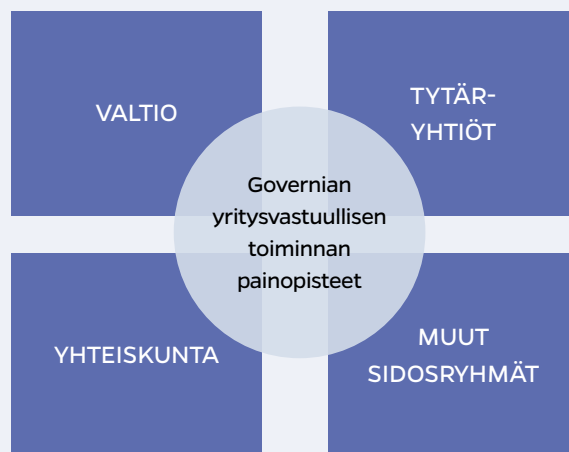 VALTIO
TYTÄR-
YHTIÖT
Governian
yritysvastuullisen
toiminnan
painopisteet
YHTEISKUNTA
MUUT
SIDOSRYHMÄT